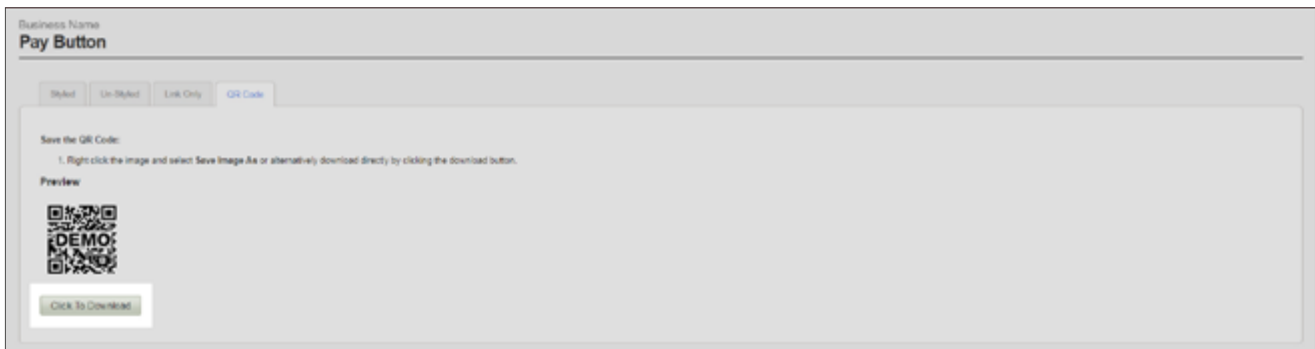 Business Name
Pay Button
Styled Un-Styled Link Only QR Code
Save the QR Code:
1. Right click the image and select Save Image As or alternatively download directly by clicking the download button.
Preview
DEMO
Click To Download